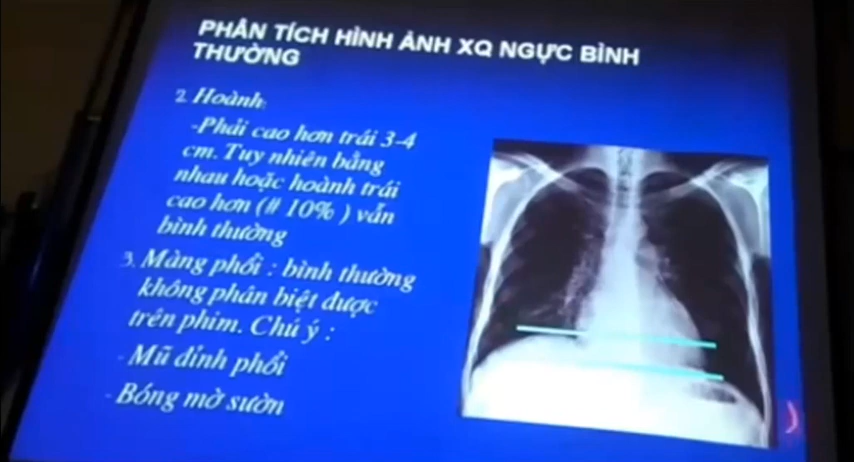 PHÂN TÍCH HÌNH ẢNH XQ NGỰC BÌNH
THƯỜNG
2. Hoành:
-Phải cao hơn trái 3-4
cm. Tuy nhiên bằng
nhau hoặc hoành trái
cao hơn (# 10% ) vẫn
bình thường
3. Màng phổi : bình thường
không phân biệt được
trên phim. Chú ý :
- Mũ đỉnh phổi
- Bóng mờ sườn